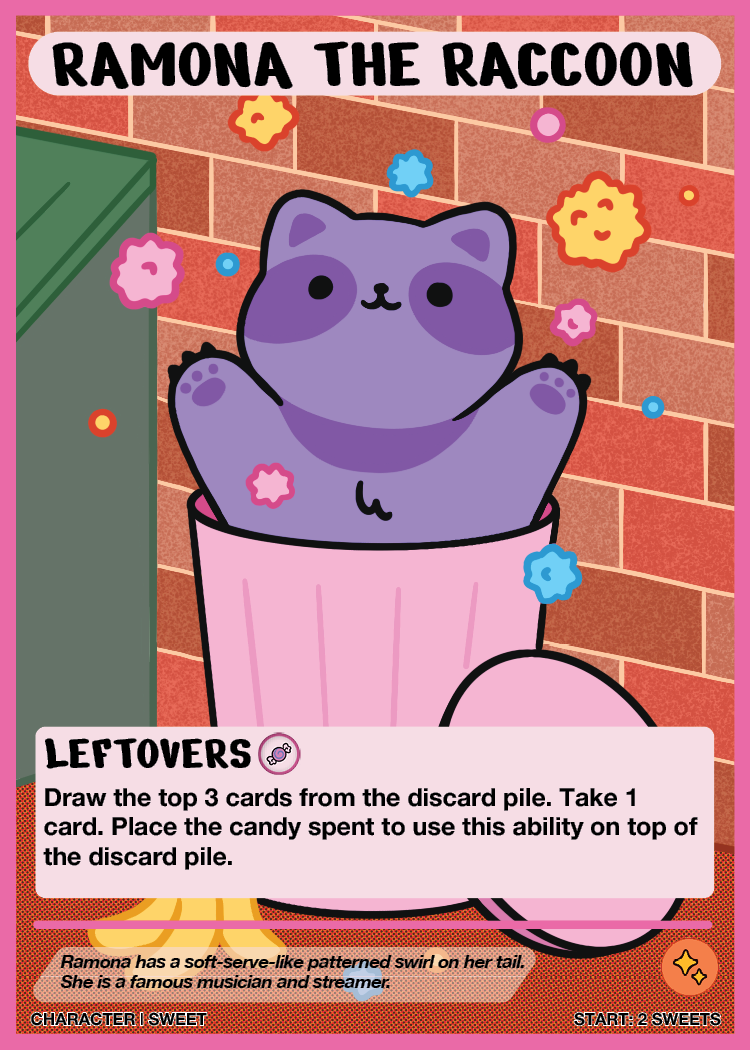 RAMONA THE RACCOON
LEFTOVERS
Draw the top 3 cards from the discard pile. Take 1
card. Place the candy spent to use this ability on top of
the discard pile.
Ramona has a soft-serve-like patterned swirl on her tail.
She is a famous musician and streamer.
CHARACTER | SWEET
START: 2 SWEETS